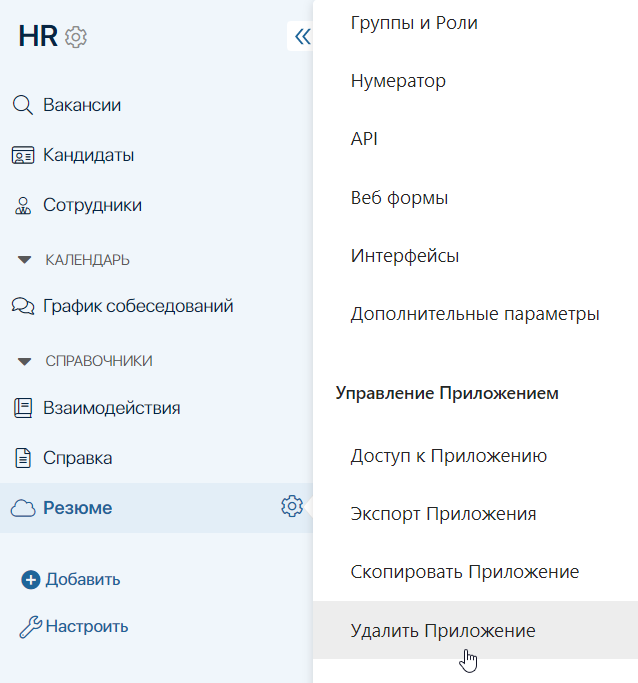 HR
Вакансии
Кандидаты
Сотрудники
КАЛЕНДАРЬ
График собеседований
СПРАВОЧНИКИ
Взаимодействия
Справка
Резюме
Добавить
Настроить
Группы и Роли
Нумератор
API
Веб формы
Интерфейсы
Дополнительные параметры
Управление Приложением
Доступ к Приложению
Экспорт Приложения
Скопировать Приложение
Удалить Приложение